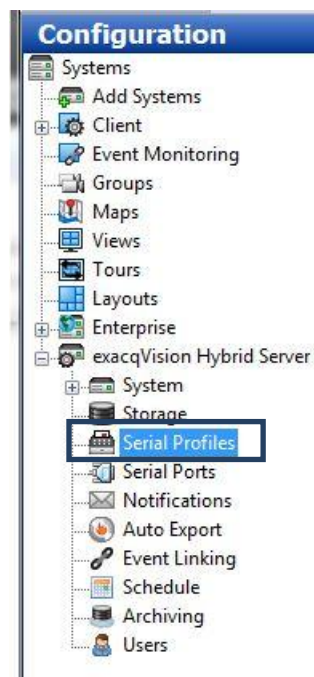 Configuration
Systems
Add Systems
Client
Event Monitoring
Groups
Maps
Views
Tours
Layouts
Enterprise
exacqVision Hybrid Server
System
Storage
Serial Profiles
Serial Ports
Notifications
Auto Export
Event Linking
Schedule
Archiving
Users